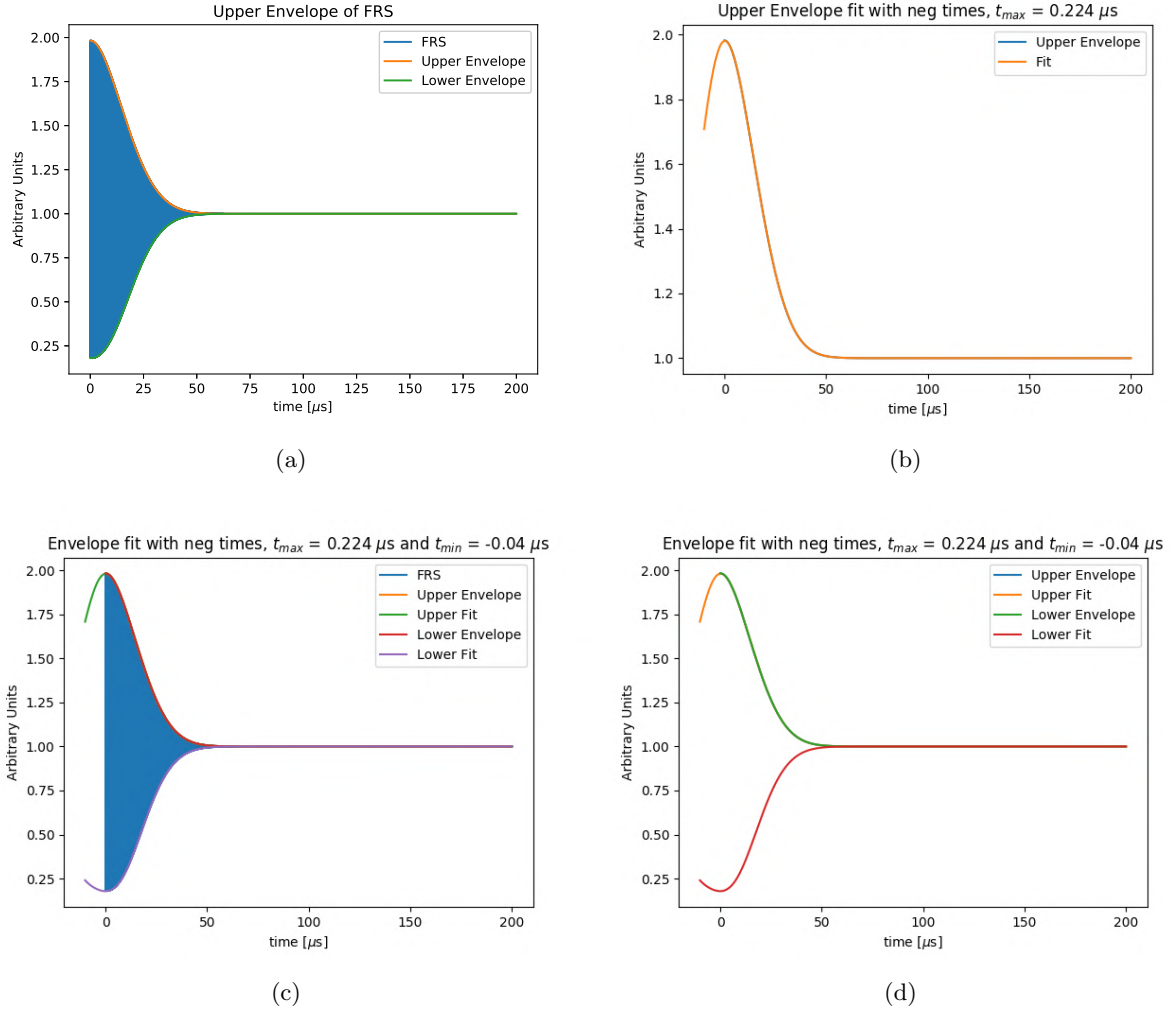 Upper Envelope of FRS
FRS
Upper Envelope
Lower Envelope
2.00
1.75
1.50
1.25
1.00
0.75
0.50
0.25
Arbitrary Units
0 25 50 75 100 125 150 175 200
time [μs]
(a)
Upper Envelope fit with neg times, t_max = 0.224 μs
Upper Envelope
Fit
2.0
1.8
1.6
1.4
1.2
1.0
Arbitrary Units
0 50 100 150 200
time [μs]
(b)
Envelope fit with neg times, t_max = 0.224 μs and t_min = -0.04 μs
FRS
Upper Envelope
Upper Fit
Lower Envelope
Lower Fit
2.00
1.75
1.50
1.25
1.00
0.75
0.50
0.25
Arbitrary Units
0 50 100 150 200
time [μs]
(c)
Envelope fit with neg times, t_max = 0.224 μs and t_min = -0.04 μs
Upper Envelope
Upper Fit
Lower Envelope
Lower Fit
2.00
1.75
1.50
1.25
1.00
0.75
0.50
0.25
Arbitrary Units
0 50 100 150 200
time [μs]
(d)